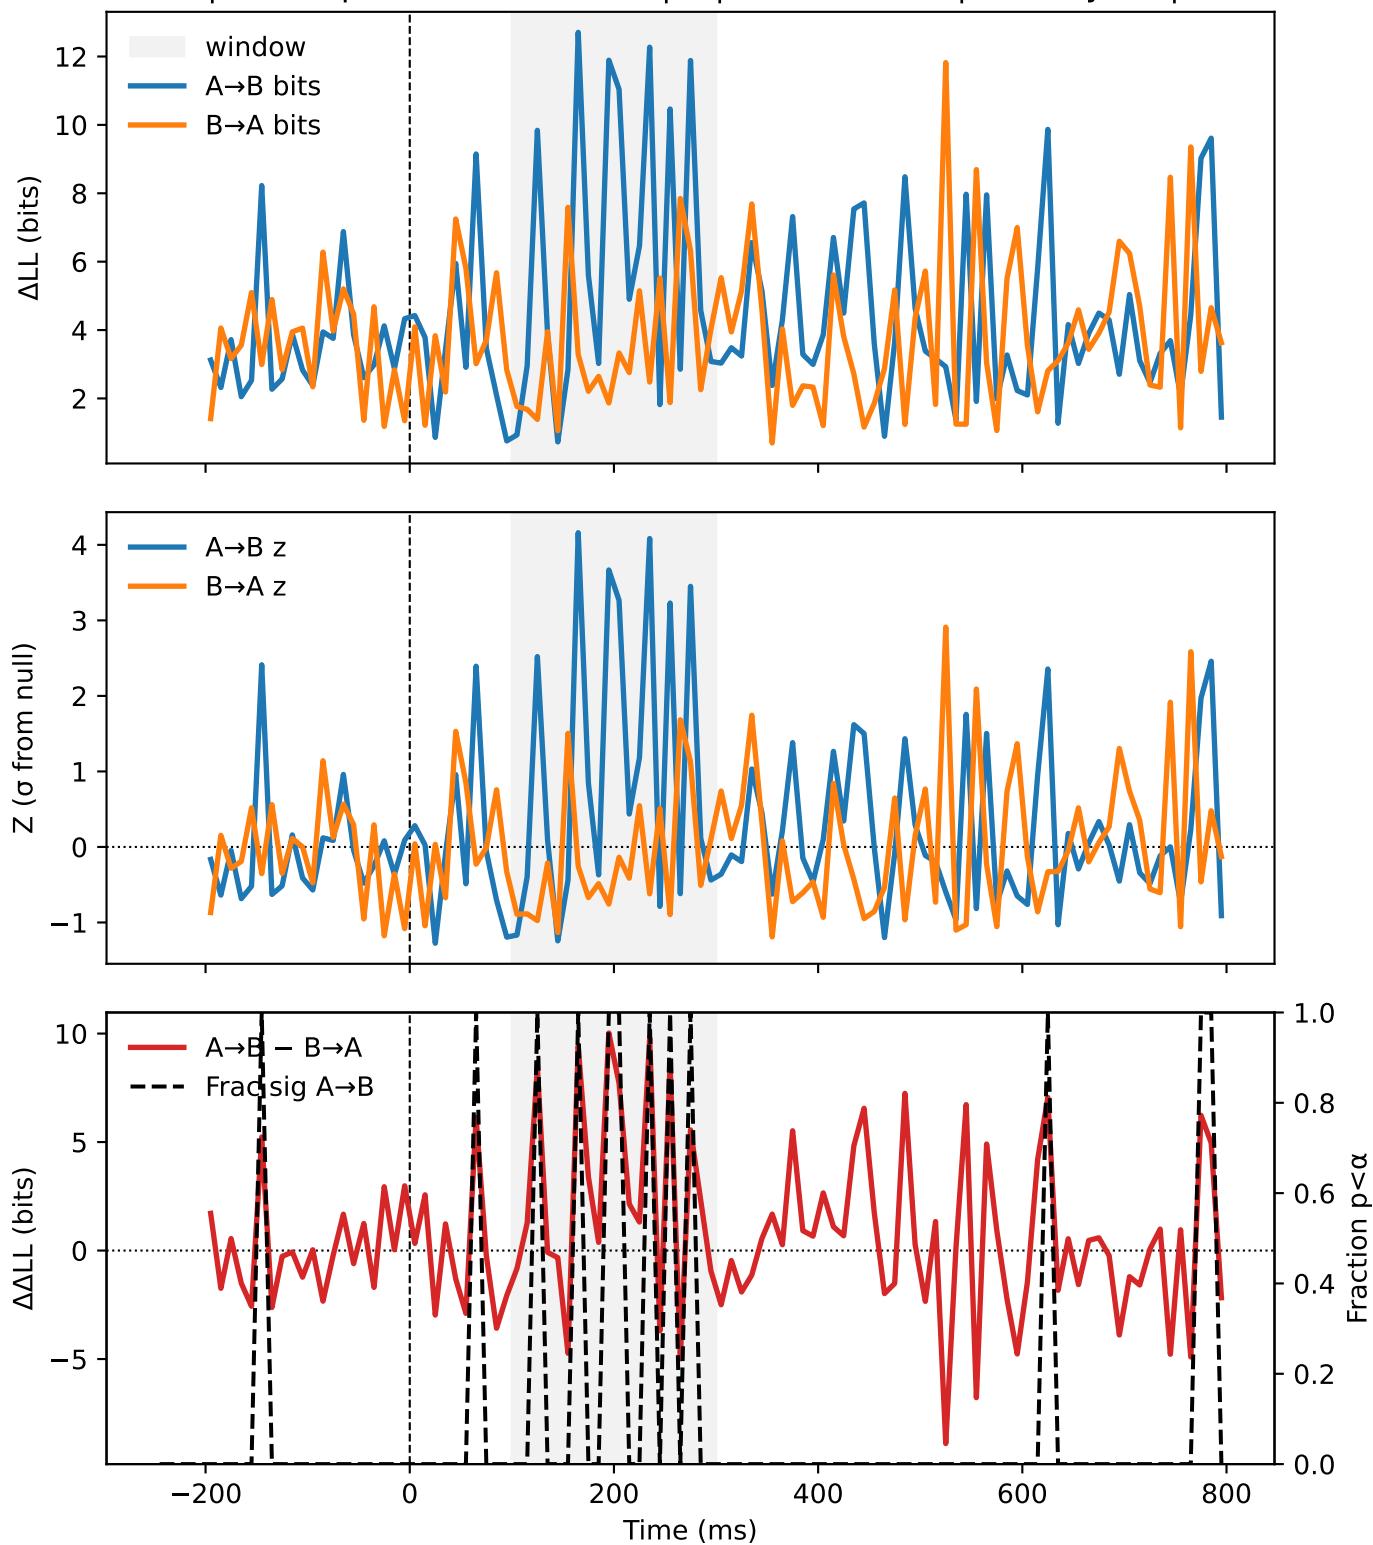 window
A→B bits
B→A bits
12
10
8
6
4
2
ΔLL (bits)
A→B z
B→A z
4
3
2
1
0
−1
Z (σ from null)
A→B − B→A
Frac sig A→B
10
5
0
−5
ΔΔLL (bits)
1.0
0.8
0.6
0.4
0.2
0.0
Fraction p<α
−200 0 200 400 600 800
Time (ms)